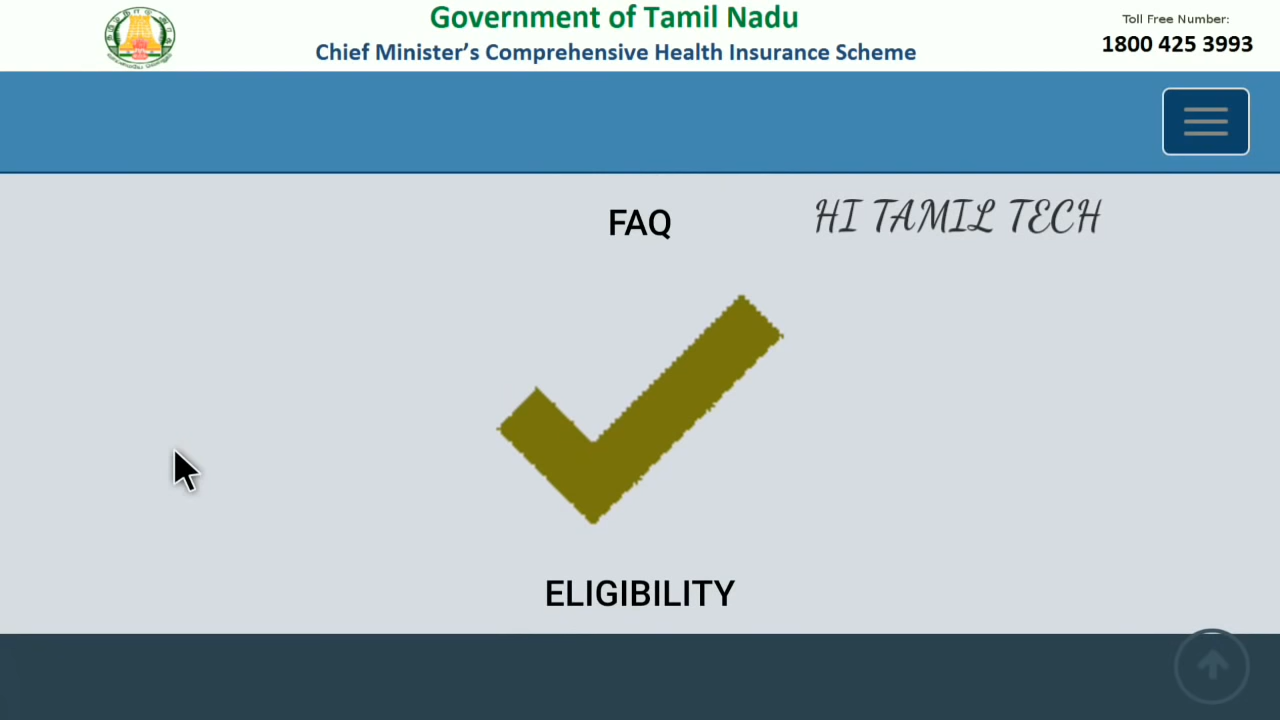 Government of Tamil Nadu
Chief Minister's Comprehensive Health Insurance Scheme
Toll Free Number:
1800 425 3993
FAQ
HI TAMIL TECH
ELIGIBILITY